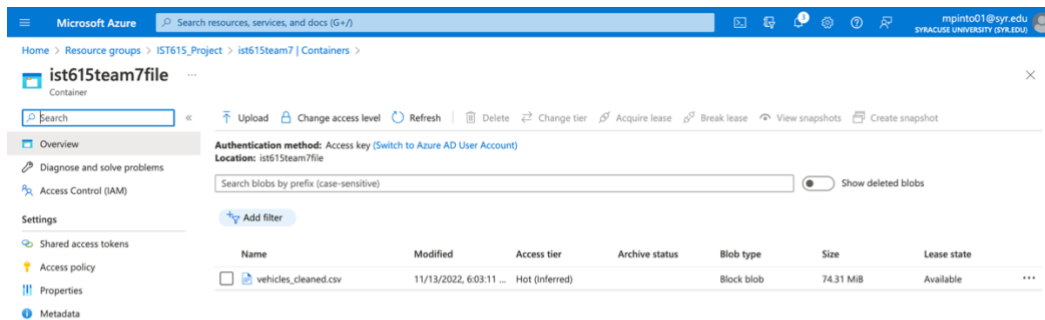 Microsoft Azure
Search resources, services, and docs (G+/)
mpinto01@syr.edu
SYRACUSE UNIVERSITY (SYR.EDU)
Home > Resource groups > IST615_Project > ist615team7 | Containers >
ist615team7file ...
Container
Search
«
Upload Change access level Refresh Delete Change tier Acquire lease Break lease View snapshots Create snapshot
Overview
Diagnose and solve problems
Access Control (IAM)
Settings
Shared access tokens
Access policy
Properties
Metadata
Authentication method: Access key (Switch to Azure AD User Account)
Location: ist615team7file
Search blobs by prefix (case-sensitive)
Show deleted blobs
Add filter
Name Modified Access tier Archive status Blob type Size Lease state
vehicles_cleaned.csv 11/13/2022, 6:03:11 ... Hot (Inferred) Block blob 74.31 MiB Available ...